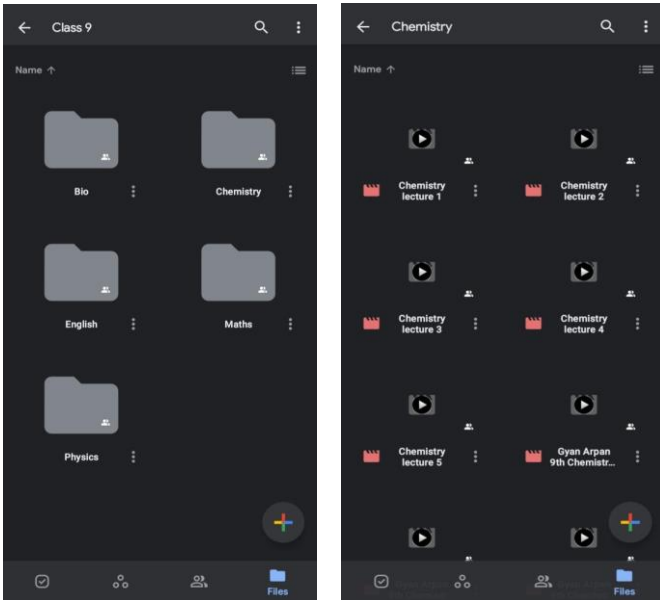 Class 9
Name ↑
Bio
Chemistry
English
Maths
Physics
Files
Chemistry
Name ↑
Chemistry
lecture 1
Chemistry
lecture 2
Chemistry
lecture 3
Chemistry
lecture 4
Chemistry
lecture 5
Gyan Arpan
9th Chemistr...
Files